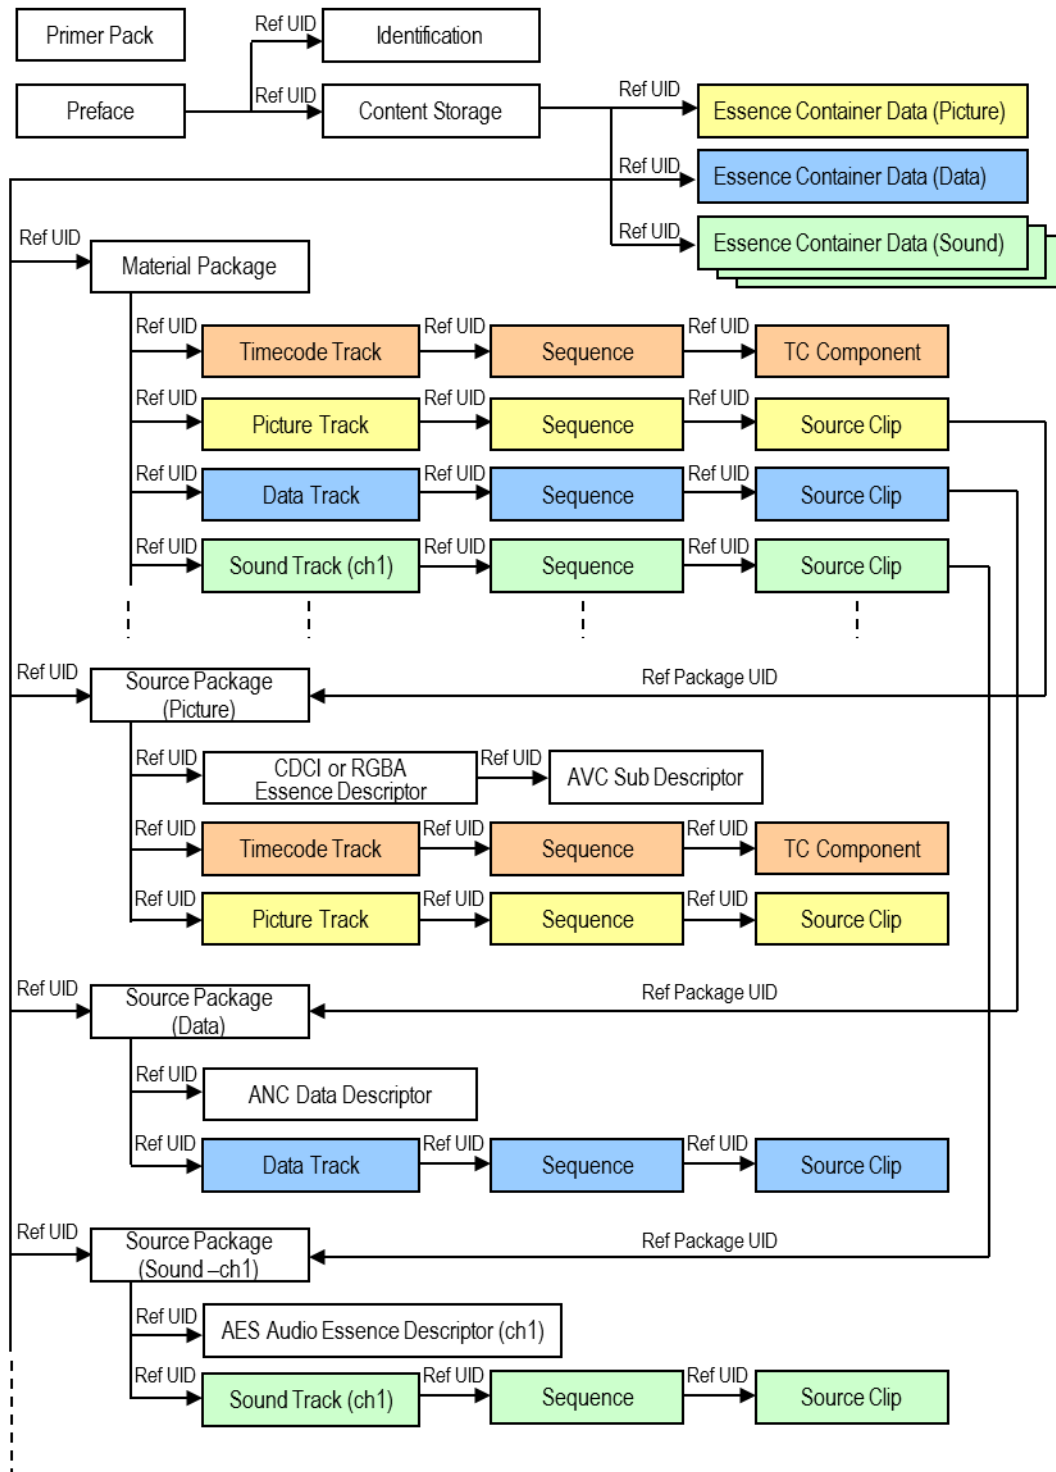 Primer Pack
Ref UID
Identification
Preface
Ref UID
Content Storage
Ref UID
Essence Container Data (Picture)
Ref UID
Essence Container Data (Data)
Ref UID
Essence Container Data (Sound)
Ref UID
Material Package
Ref UID
Timecode Track
Ref UID
Sequence
Ref UID
TC Component
Ref UID
Picture Track
Ref UID
Sequence
Ref UID
Source Clip
Ref UID
Data Track
Ref UID
Sequence
Ref UID
Source Clip
Ref UID
Sound Track (ch1)
Ref UID
Sequence
Ref UID
Source Clip
Ref UID
Source Package
(Picture)
Ref Package UID
Ref UID
CDCI or RGBA
Essence Descriptor
Ref UID
AVC Sub Descriptor
Ref UID
Timecode Track
Ref UID
Sequence
Ref UID
TC Component
Ref UID
Picture Track
Ref UID
Sequence
Ref UID
Source Clip
Ref UID
Source Package
(Data)
Ref Package UID
Ref UID
ANC Data Descriptor
Ref UID
Data Track
Ref UID
Sequence
Ref UID
Source Clip
Ref UID
Source Package
(Sound –ch1)
Ref Package UID
Ref UID
AES Audio Essence Descriptor (ch1)
Ref UID
Sound Track (ch1)
Ref UID
Sequence
Ref UID
Source Clip